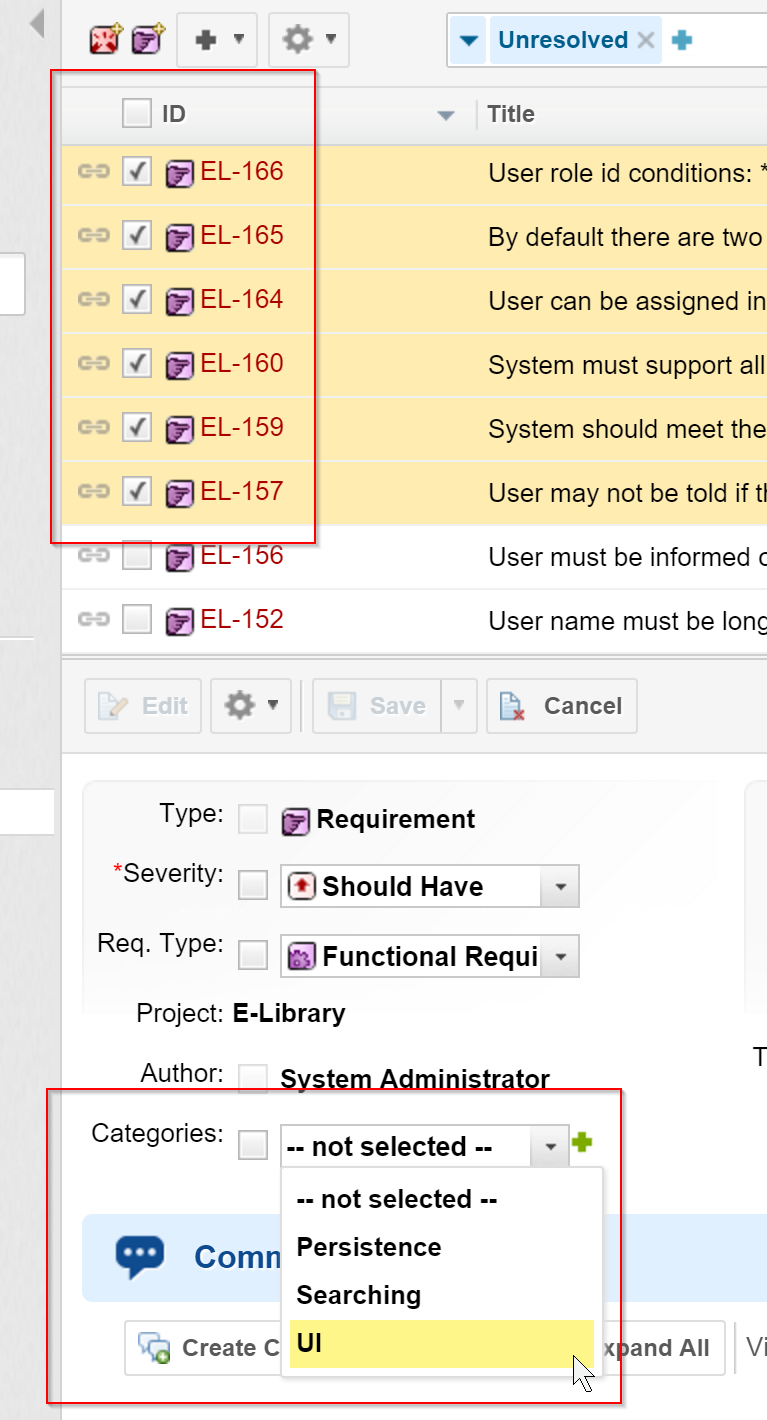 Unresolved
ID Title
EL-166 User role id conditions: *
EL-165 By default there are two
EL-164 User can be assigned in
EL-160 System must support all
EL-159 System should meet the
EL-157 User may not be told if th
EL-156 User must be informed o
EL-152 User name must be long
Edit Save Cancel
Type: Requirement
*Severity: Should Have
Req. Type: Functional Requi
Project: E-Library
Author: System Administrator
T
Categories: -- not selected --
-- not selected --
Persistence
Comm
Searching
UI
Create C xpand All Vi